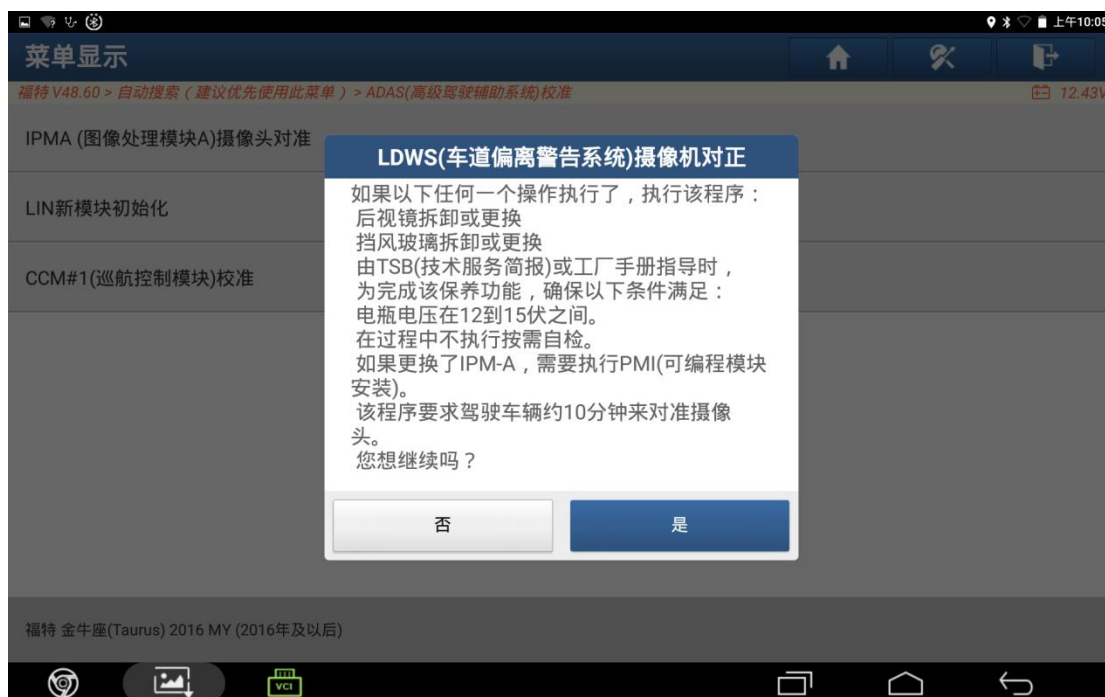 上午10:05
菜单显示
福特 V48.60 > 自动搜索（建议优先使用此菜单）> ADAS(高级驾驶辅助系统)校准
12.43V
IPMA (图像处理模块A)摄像头对准
LIN新模块初始化
CCM#1(巡航控制模块)校准
LDWS(车道偏离警告系统)摄像机对正
如果以下任何一个操作执行了，执行该程序：
后视镜拆卸或更换
挡风玻璃拆卸或更换
由TSB(技术服务简报)或工厂手册指导时，
为完成该保养功能，确保以下条件满足：
电瓶电压在12到15伏之间。
在过程中不执行按需自检。
如果更换了IPM-A，需要执行PMI(可编程模块
安装)。
该程序要求驾驶车辆约10分钟来对准摄像
头。
您想继续吗？
否
是
福特 金牛座(Taurus) 2016 MY (2016年及以后)
VCI